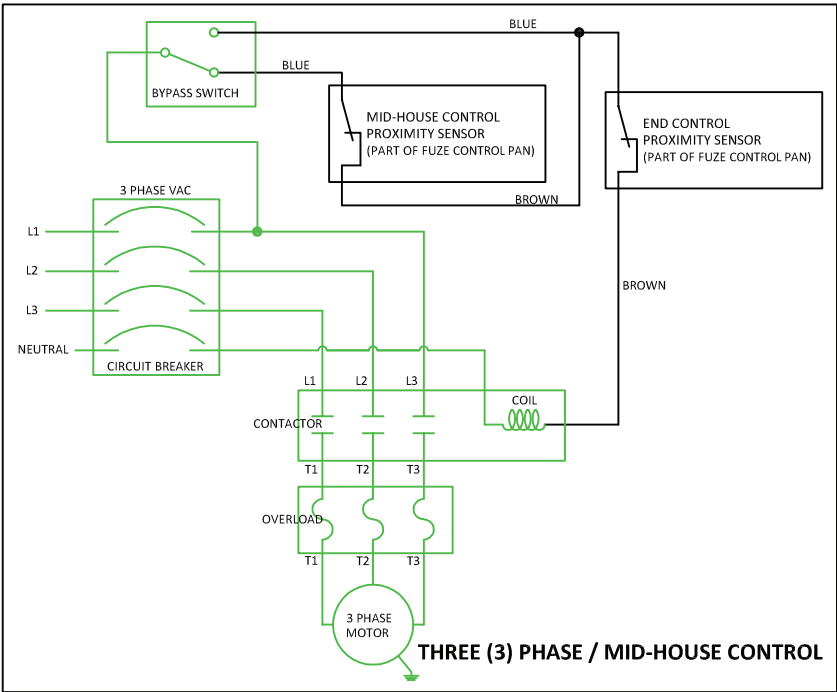 BLUE
BLUE
BYPASS SWITCH
MID-HOUSE CONTROL
PROXIMITY SENSOR
(PART OF FUZE CONTROL PAN)
END CONTROL
PROXIMITY SENSOR
(PART OF FUZE CONTROL PAN)
3 PHASE VAC
BROWN
L1
L2
L3
NEUTRAL
CIRCUIT BREAKER
BROWN
L1
L2
L3
COIL
CONTACTOR
T1
T2
T3
OVERLOAD
T1
T2
T3
3 PHASE
MOTOR
THREE (3) PHASE / MID-HOUSE CONTROL